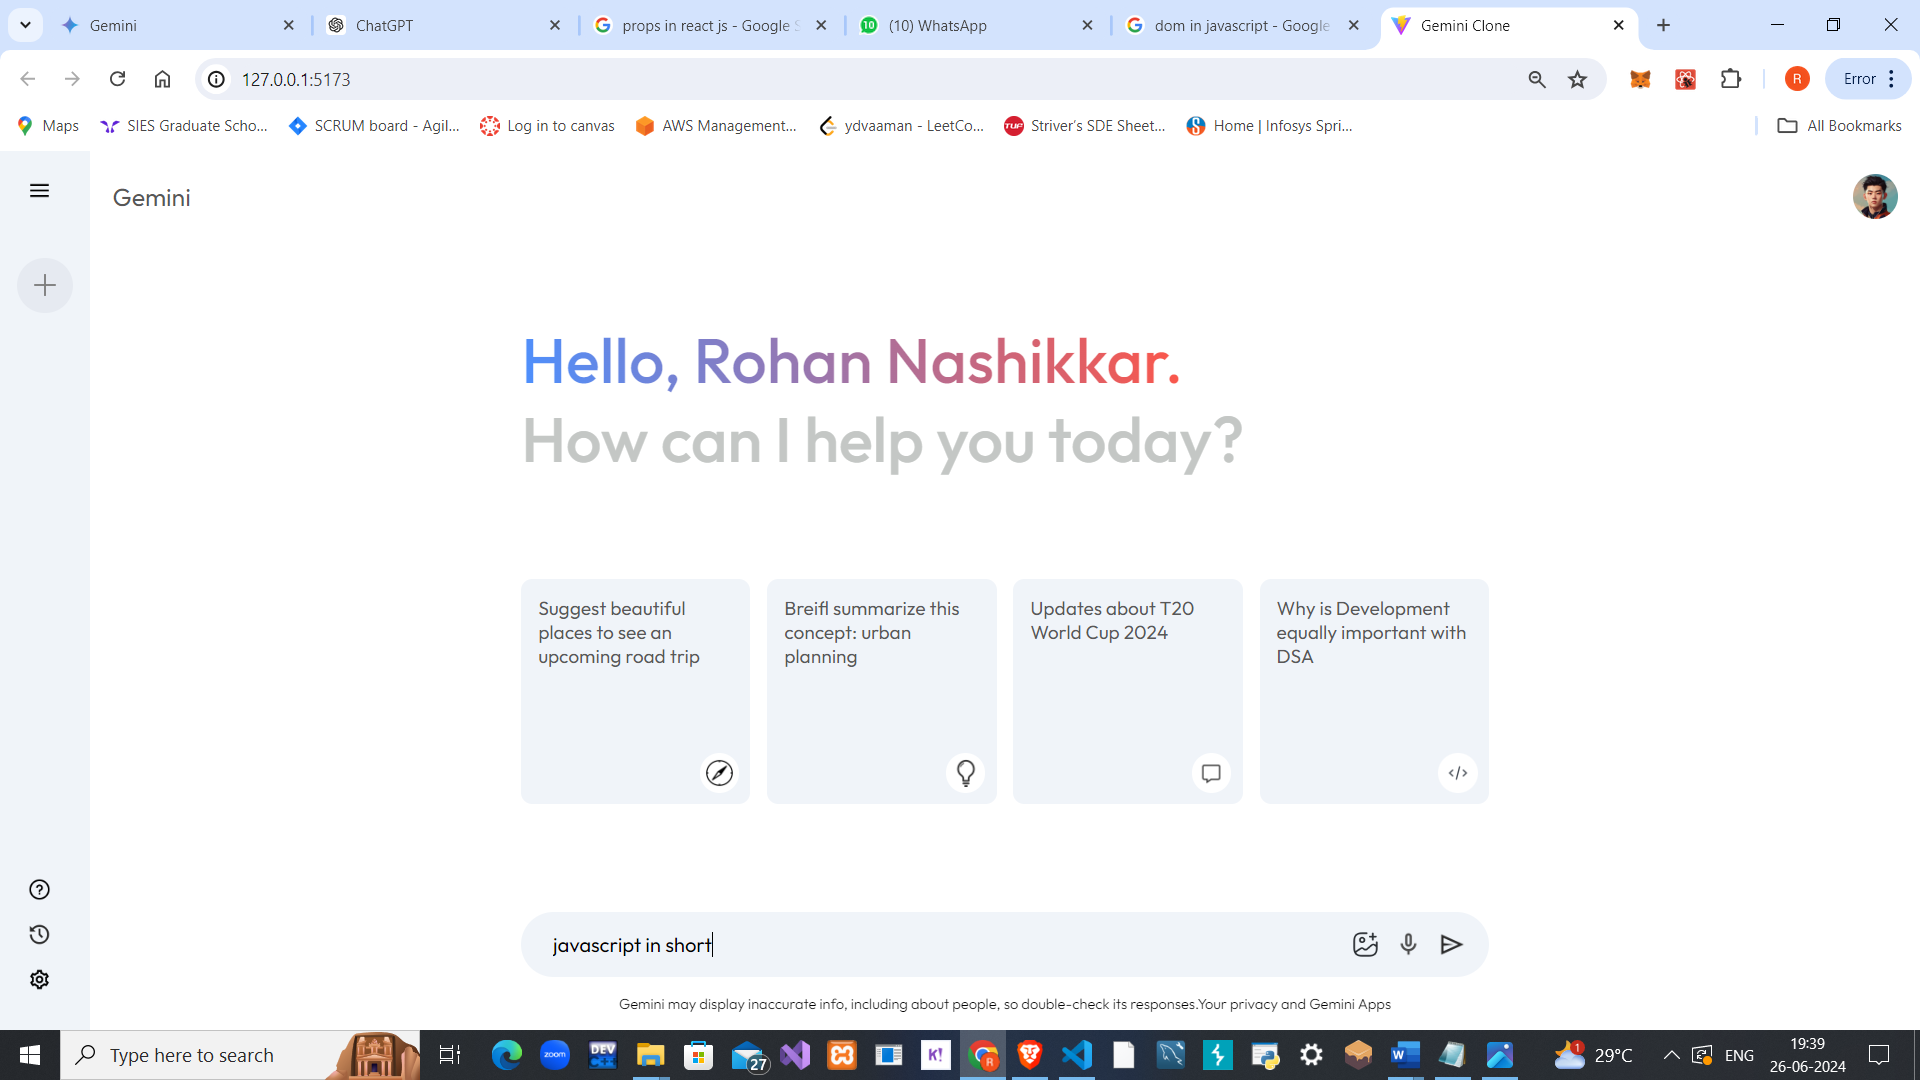 Gemini
ChatGPT
props in react js - Google S
(10) WhatsApp
dom in javascript - Google
Gemini Clone
127.0.0.1:5173
R
Error
Maps
SIES Graduate Scho...
SCRUM board - Agil...
Log in to canvas
AWS Management...
ydvaaman - LeetCo...
Striver's SDE Sheet...
Home | Infosys Spri...
All Bookmarks
Gemini
Hello, Rohan Nashikkar.
How can I help you today?
Suggest beautiful
places to see an
upcoming road trip
Breifl summarize this
concept: urban
planning
Updates about T20
World Cup 2024
Why is Development
equally important with
DSA
javascript in short
Gemini may display inaccurate info, including about people, so double-check its responses.Your privacy and Gemini Apps
Type here to search
zoom
DEV
C++
27
K!
R
1
29°C
ENG
19:39
26-06-2024